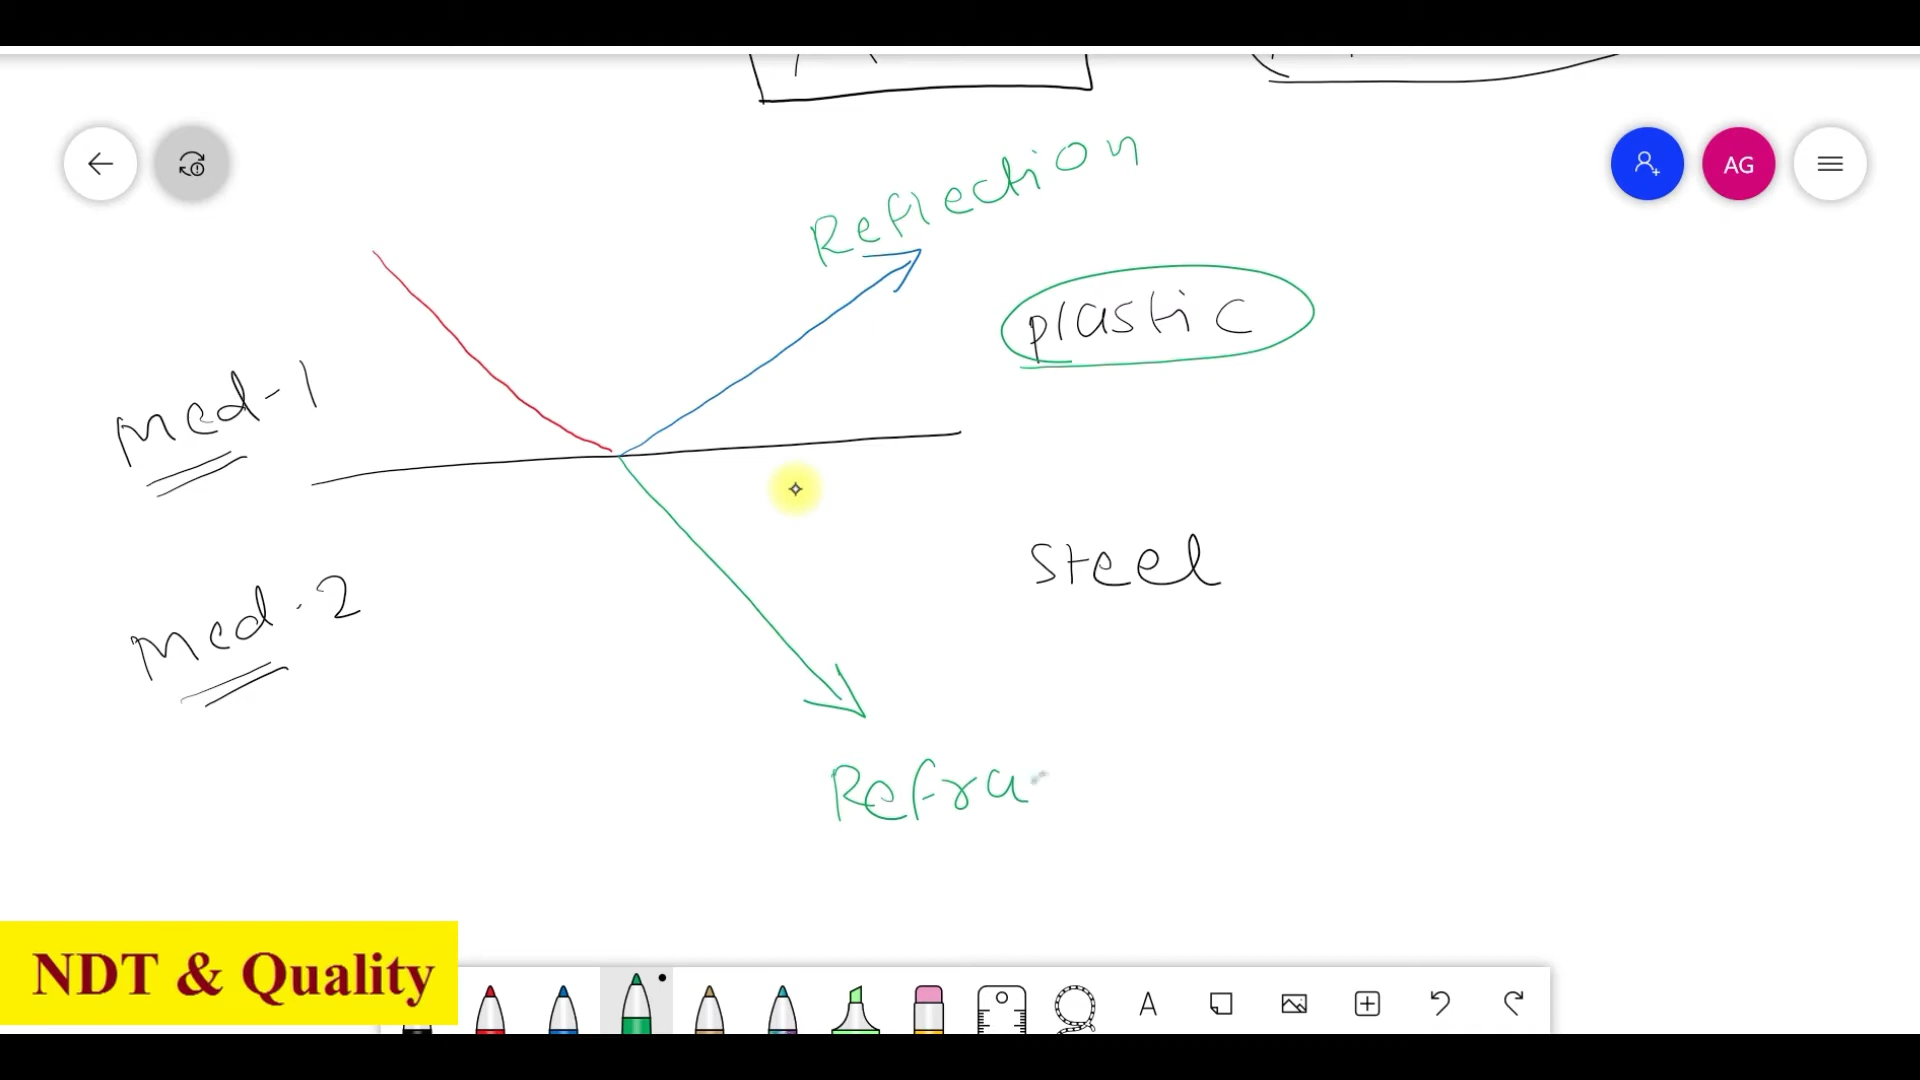 AG
Reflection
plastic
Med-1
Steel
Med-2
Refra
NDT & Quality
A